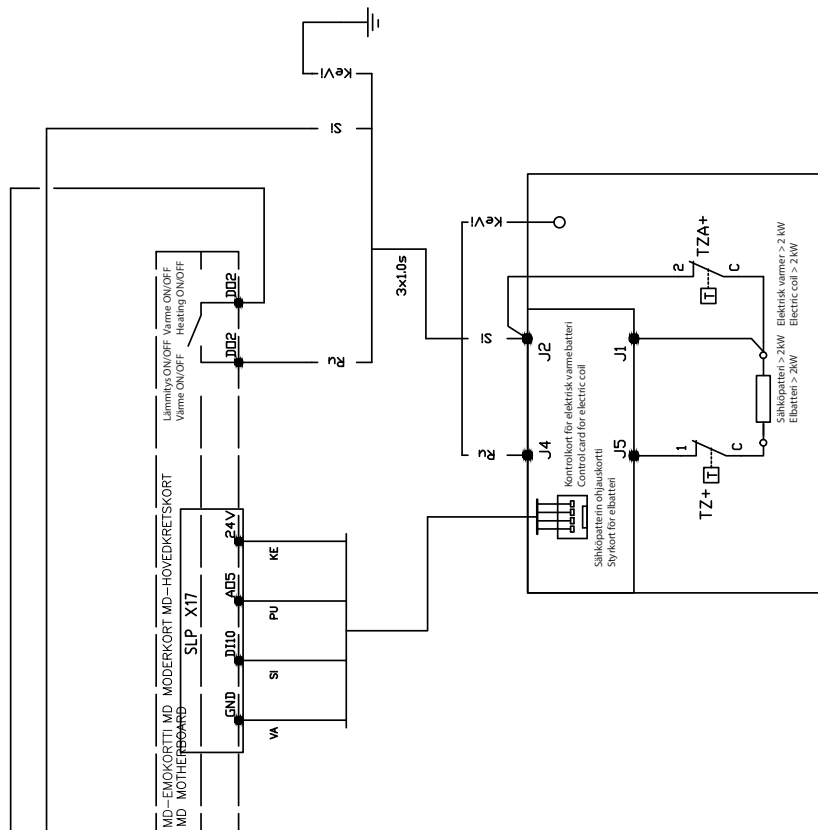 KeVi
SI
3x1.0s
Ru
Lämmitys ON/OFF Varme ON/OFF
Värme ON/OFF Heating ON/OFF
DO2
DO2
MD-EMOKORTTI MD MODERKORT MD-HOVEDKRETSKORT
MD MOTHERBOARD
SLP X17
24V
AO5
DI10
GND
KE
PU
SI
VA
KeVi
SI
Ru
J2
J4
J1
J5
Kontrollkort för elektrisk varmebatteri
Control card for electric coil
Sähköpatterin ohjauskortti
Styrkort för elbatteri
TZA+
2
C
T
TZ+
1
C
T
Elektrisk varmer > 2 kW
Electric coil > 2 kW
Sähköpatteri > 2kW
Elbatteri > 2kW